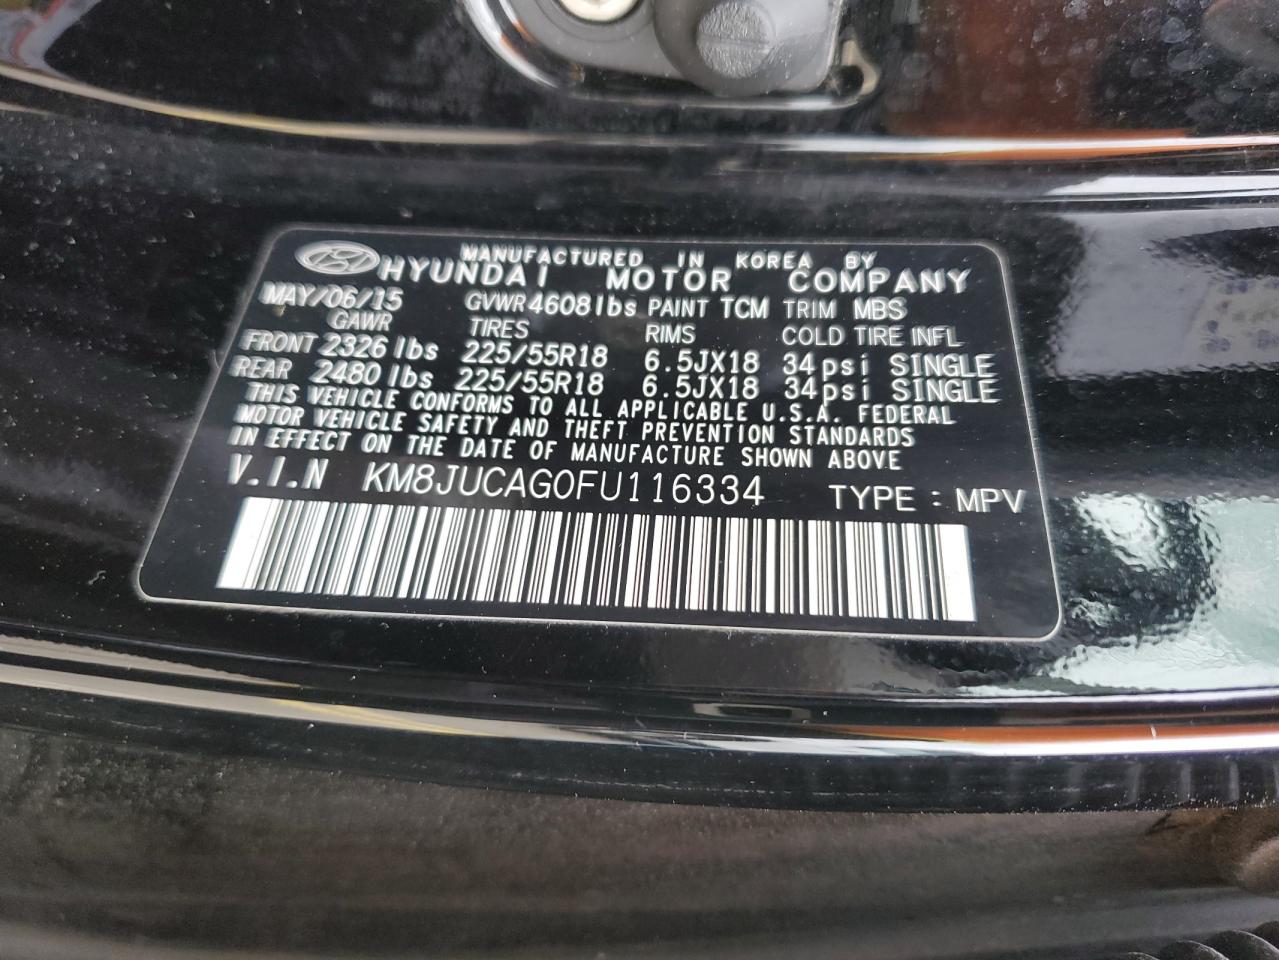 MANUFACTURED IN KOREA BY
HYUNDAI MOTOR COMPANY
MAY/06/15 GVWR 4608lbs PAINT TCM TRIM MBS
GAWR TIRES RIMS COLD TIRE INFL
FRONT 2326 lbs 225/55R18 6.5JX18 34psi SINGLE
REAR 2480 lbs 225/55R18 6.5JX18 34psi SINGLE
THIS VEHICLE CONFORMS TO ALL APPLICABLE U.S.A. FEDERAL
MOTOR VEHICLE SAFETY AND THEFT PREVENTION STANDARDS
IN EFFECT ON THE DATE OF MANUFACTURE SHOWN ABOVE
V.I.N KM8JUCAG0FU116334 TYPE : MPV